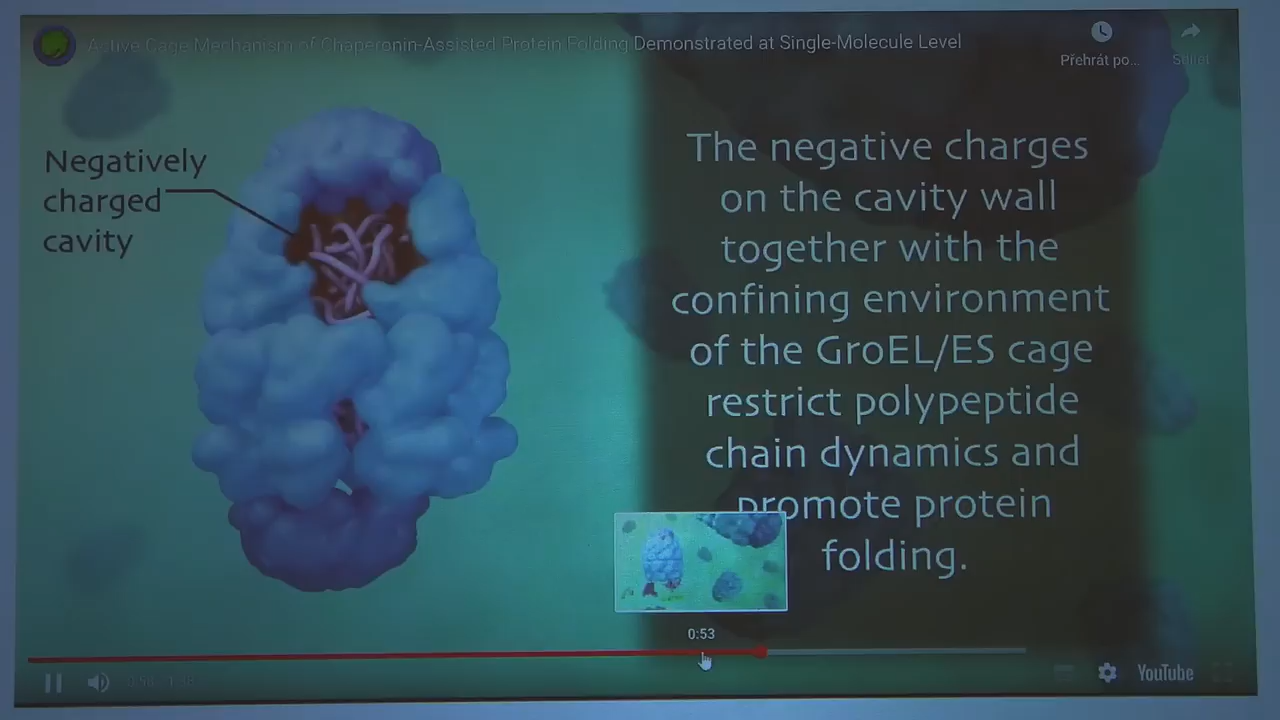 Active Cage Mechanism of Chaperonin-Assisted Protein Folding Demonstrated at Single-Molecule Level
Přehrát po...
Sdílet
Negatively
charged
cavity
The negative charges
on the cavity wall
together with the
confining environment
of the GroEL/ES cage
restrict polypeptide
chain dynamics and
promote protein
folding.
0:53
YouTube